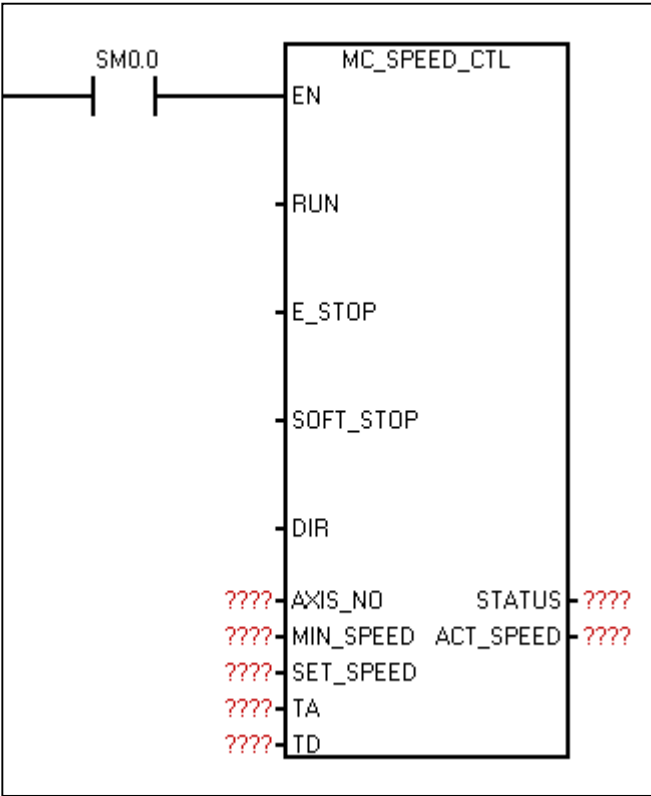 SM0.0
MC_SPEED_CTL
EN
RUN
E_STOP
SOFT_STOP
DIR
???? AXIS_NO STATUS ????
???? MIN_SPEED ACT_SPEED ????
???? SET_SPEED
???? TA
???? TD